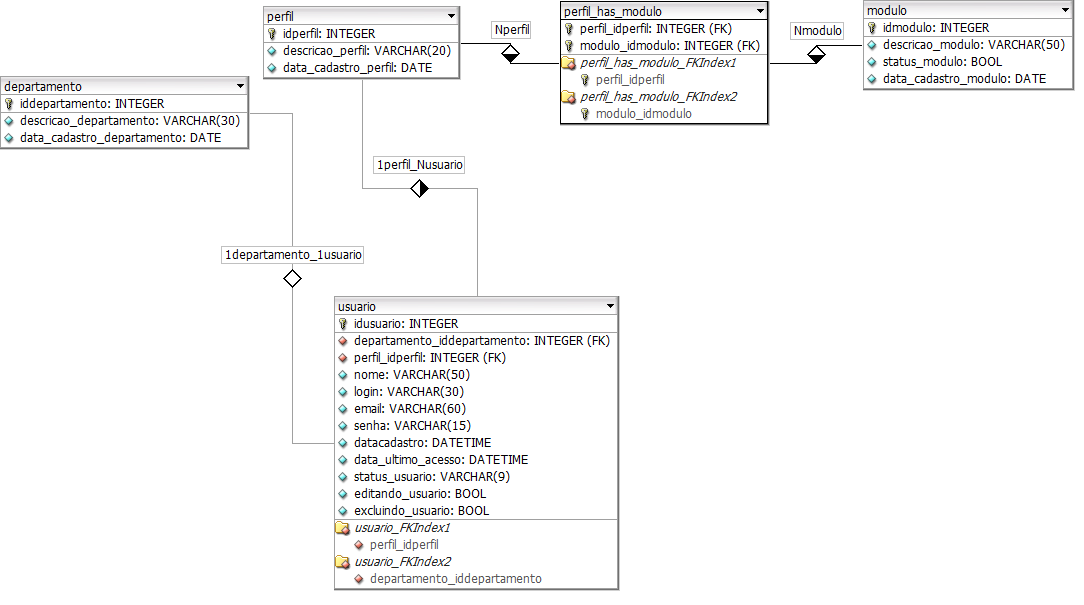 perfil
idperfil: INTEGER
descricao_perfil: VARCHAR(20)
data_cadastro_perfil: DATE
Nperfil
perfil_has_modulo
perfil_idperfil: INTEGER (FK)
modulo_idmodulo: INTEGER (FK)
perfil_has_modulo_FKIndex1
perfil_idperfil
perfil_has_modulo_FKIndex2
modulo_idmodulo
Nmodulo
modulo
idmodulo: INTEGER
descricao_modulo: VARCHAR(50)
status_modulo: BOOL
data_cadastro_modulo: DATE
departamento
iddepartamento: INTEGER
descricao_departamento: VARCHAR(30)
data_cadastro_departamento: DATE
1perfil_Nusuario
1departamento_1usuario
usuario
idusuario: INTEGER
departamento_iddepartamento: INTEGER (FK)
perfil_idperfil: INTEGER (FK)
nome: VARCHAR(50)
login: VARCHAR(30)
email: VARCHAR(60)
senha: VARCHAR(15)
datacadastro: DATETIME
data_ultimo_acesso: DATETIME
status_usuario: VARCHAR(9)
editando_usuario: BOOL
excluindo_usuario: BOOL
usuario_FKIndex1
perfil_idperfil
usuario_FKIndex2
departamento_iddepartamento